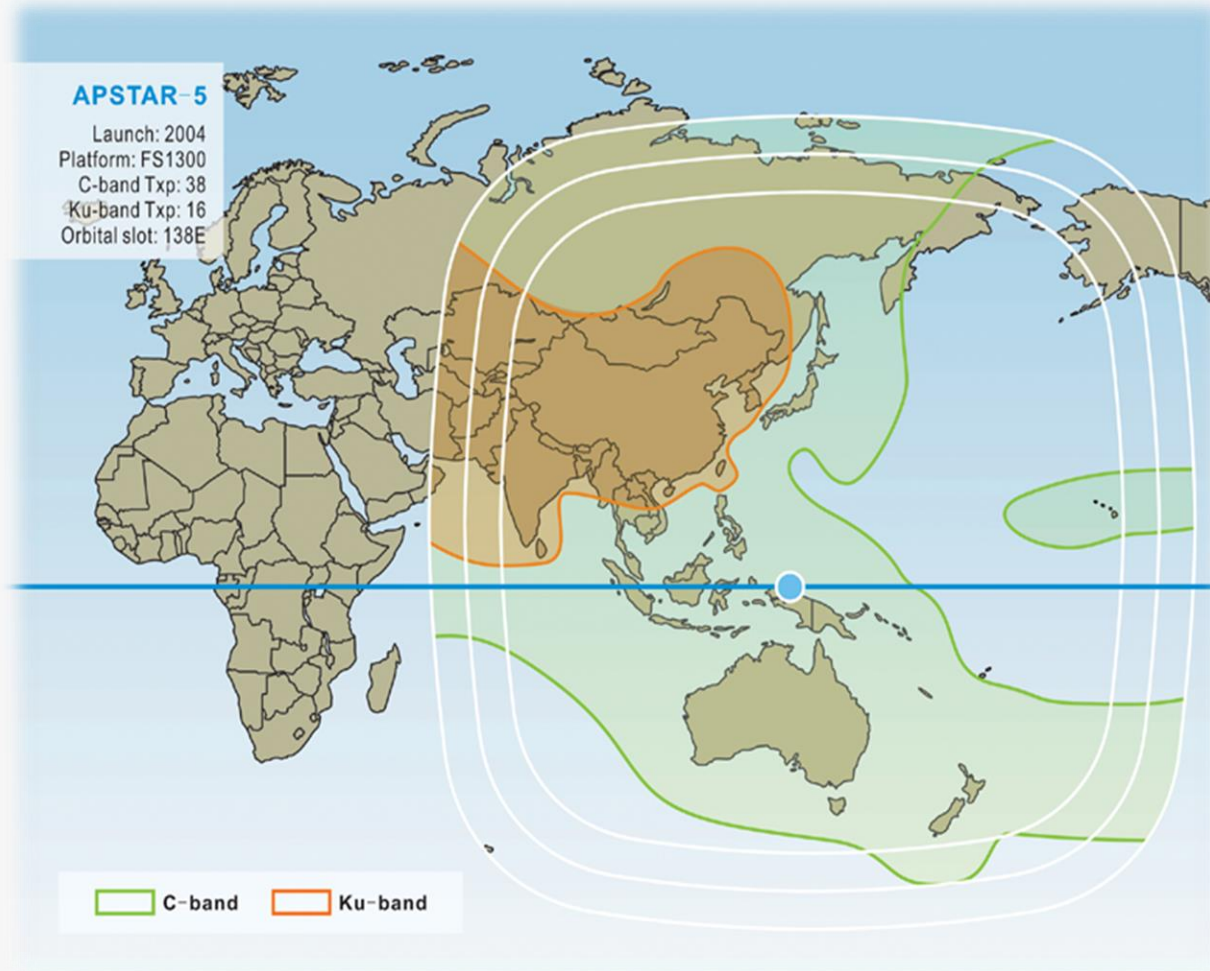 APSTAR-5
Launch: 2004
Platform: FS1300
C-band Txp: 38
Ku-band Txp: 16
Orbital slot: 138E
C-band
Ku-band